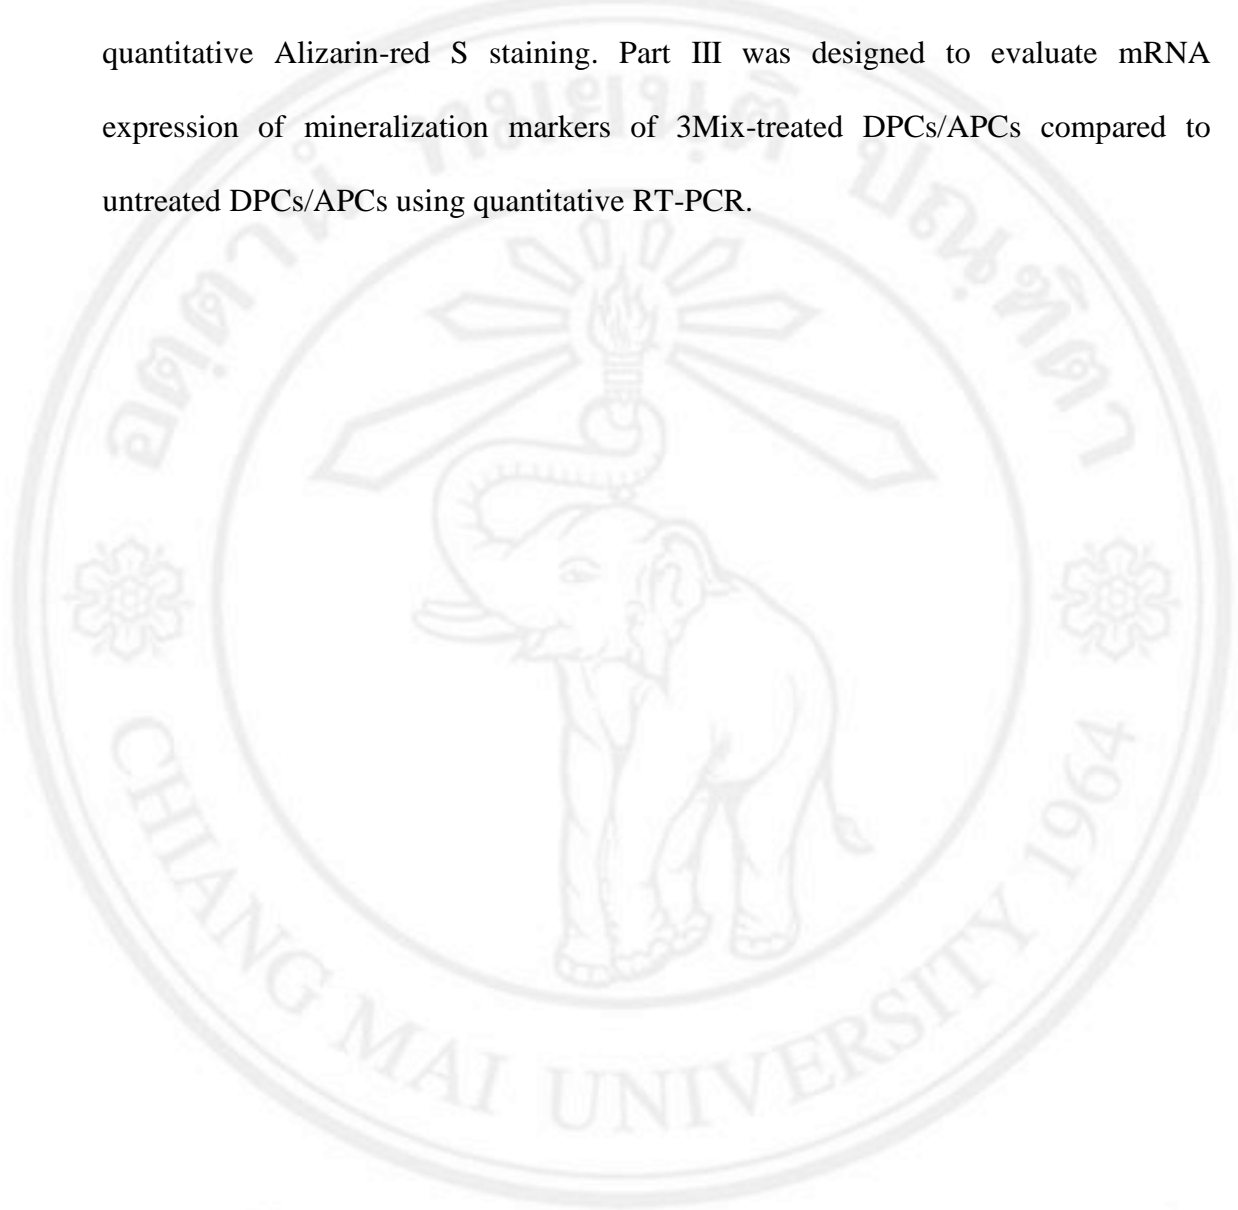 quantitative Alizarin-red S staining. Part III was designed to evaluate mRNA
expression of mineralization markers of 3Mix-treated DPCs/APCs compared to
untreated DPCs/APCs using quantitative RT-PCR.
CHIANG MAI UNIVERSITY 1964